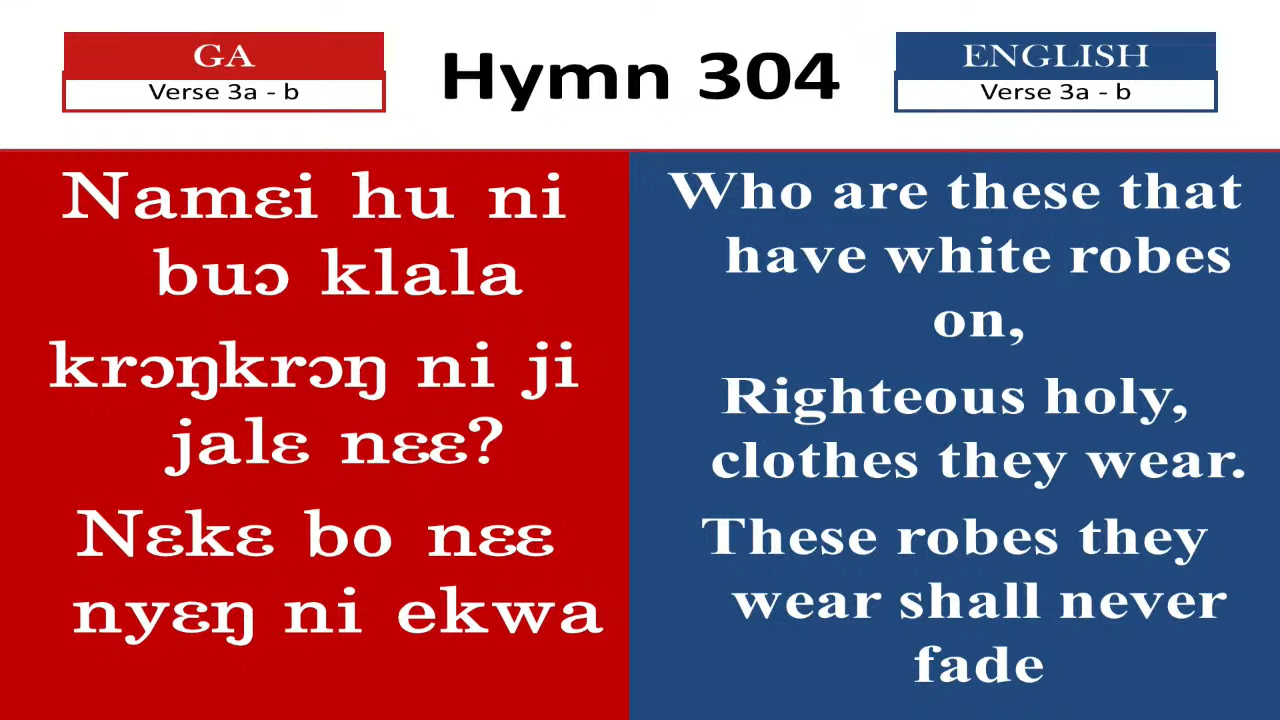 GA
Verse 3a - b
Hymn 304
ENGLISH
Verse 3a - b
Namɛi hu ni
buɔ klala
krɔŋkrɔŋ ni ji
jalɛ nɛɛ?
Nɛkɛ bo nɛɛ
nyɛŋ ni ekwa
Who are these that
have white robes
on,
Righteous holy,
clothes they wear.
These robes they
wear shall never
fade